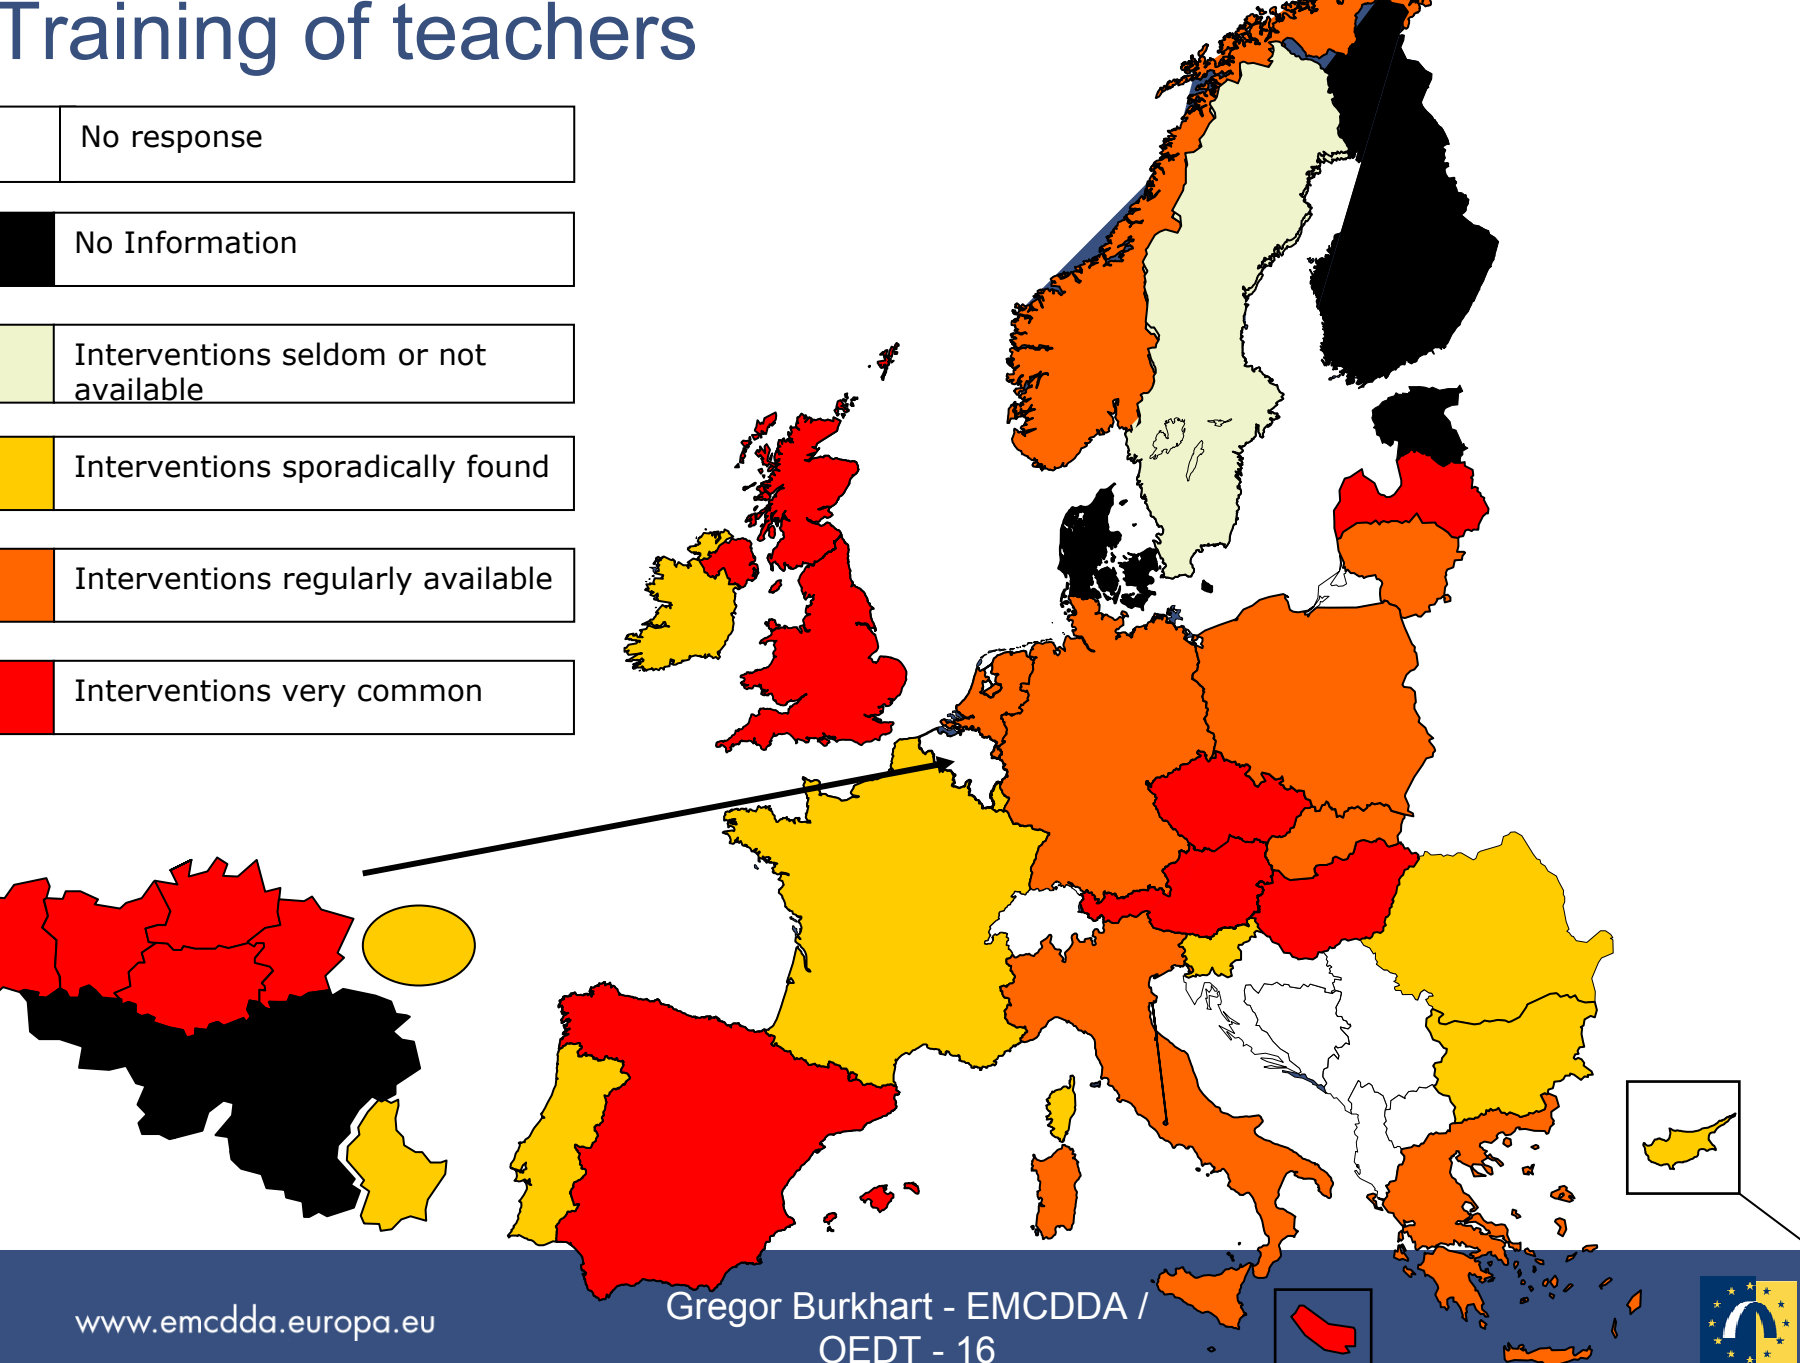 Training of teachers
No response
No Information
Interventions seldom or not
available
Interventions sporadically found
Interventions regularly available
Interventions very common
www.emcdda.europa.eu
Gregor Burkhart - EMCDDA /
OEDT - 16